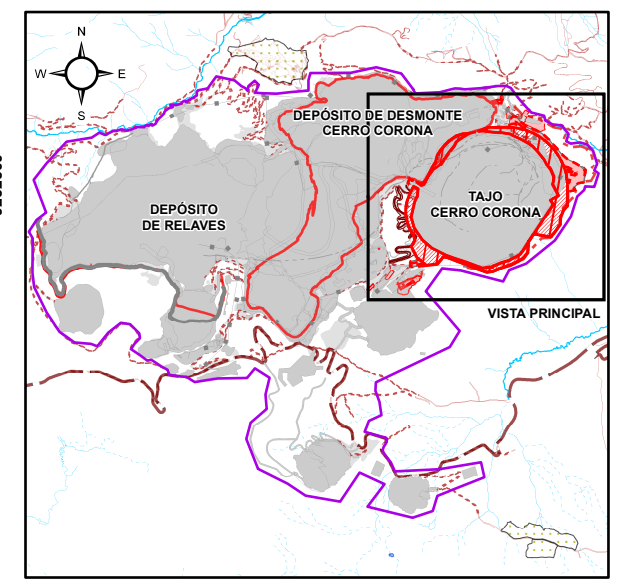 N
W E
S
DEPÓSITO DE DESMONTE
CERRO CORONA
TAJO
CERRO CORONA
DEPÓSITO
DE RELAVES
VISTA PRINCIPAL